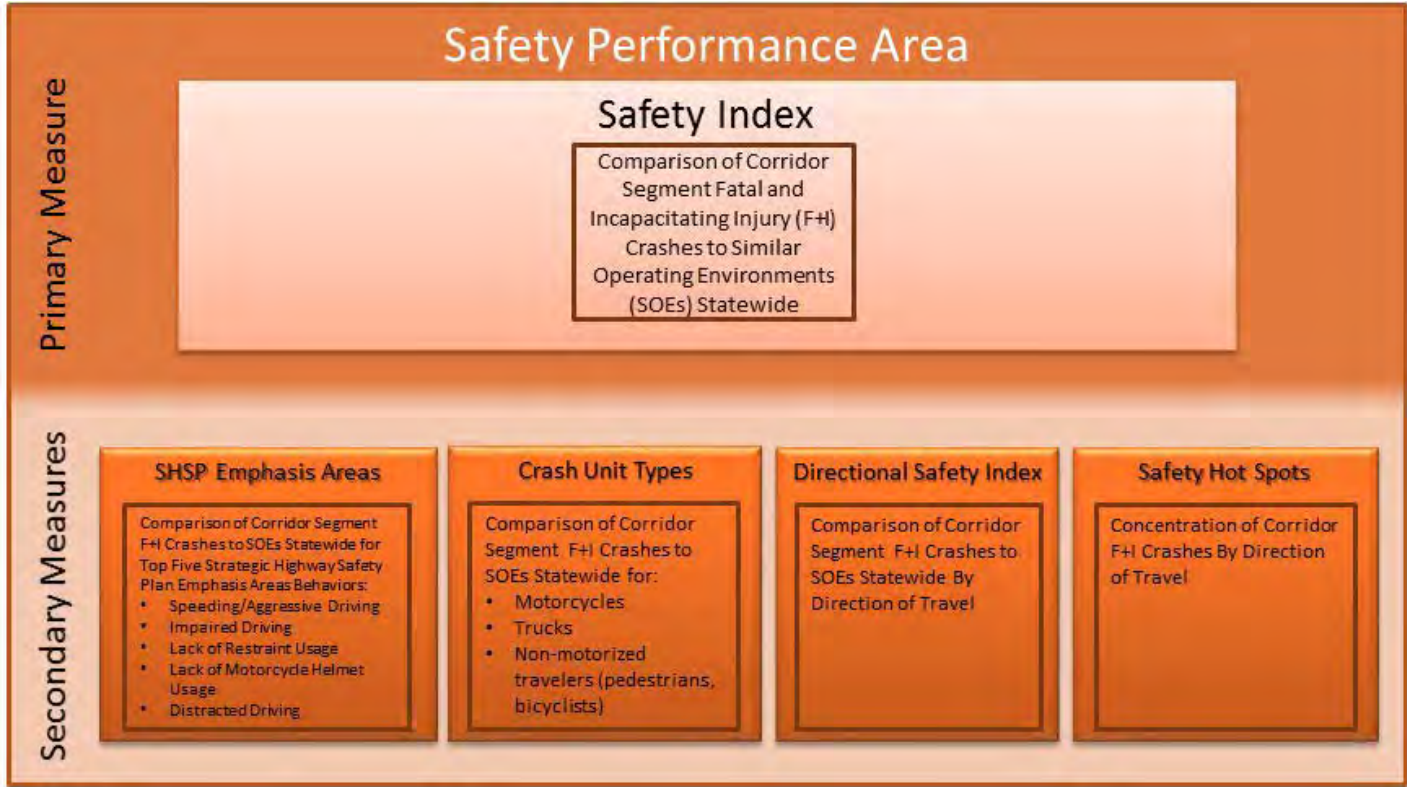 Safety Performance Area
Primary Measure
Safety Index
Comparison of Corridor
Segment Fatal and
Incapacitating Injury (F+I)
Crashes to Similar
Operating Environments
(SOEs) Statewide
Secondary Measures
SHSP Emphasis Areas
Comparison of Corridor Segment
F+I Crashes to SOEs Statewide for
Top Five Strategic Highway Safety
Plan Emphasis Areas Behaviors:
• Speeding/Aggressive Driving
• Impaired Driving
• Lack of Restraint Usage
• Lack of Motorcycle Helmet
Usage
• Distracted Driving
Crash Unit Types
Comparison of Corridor
Segment F+I Crashes to
SOEs Statewide for:
• Motorcycles
• Trucks
• Non-motorized
travelers (pedestrians,
bicyclists)
Directional Safety Index
Comparison of Corridor
Segment F+I Crashes to
SOEs Statewide By
Direction of Travel
Safety Hot Spots
Concentration of Corridor
F+I Crashes By Direction
of Travel